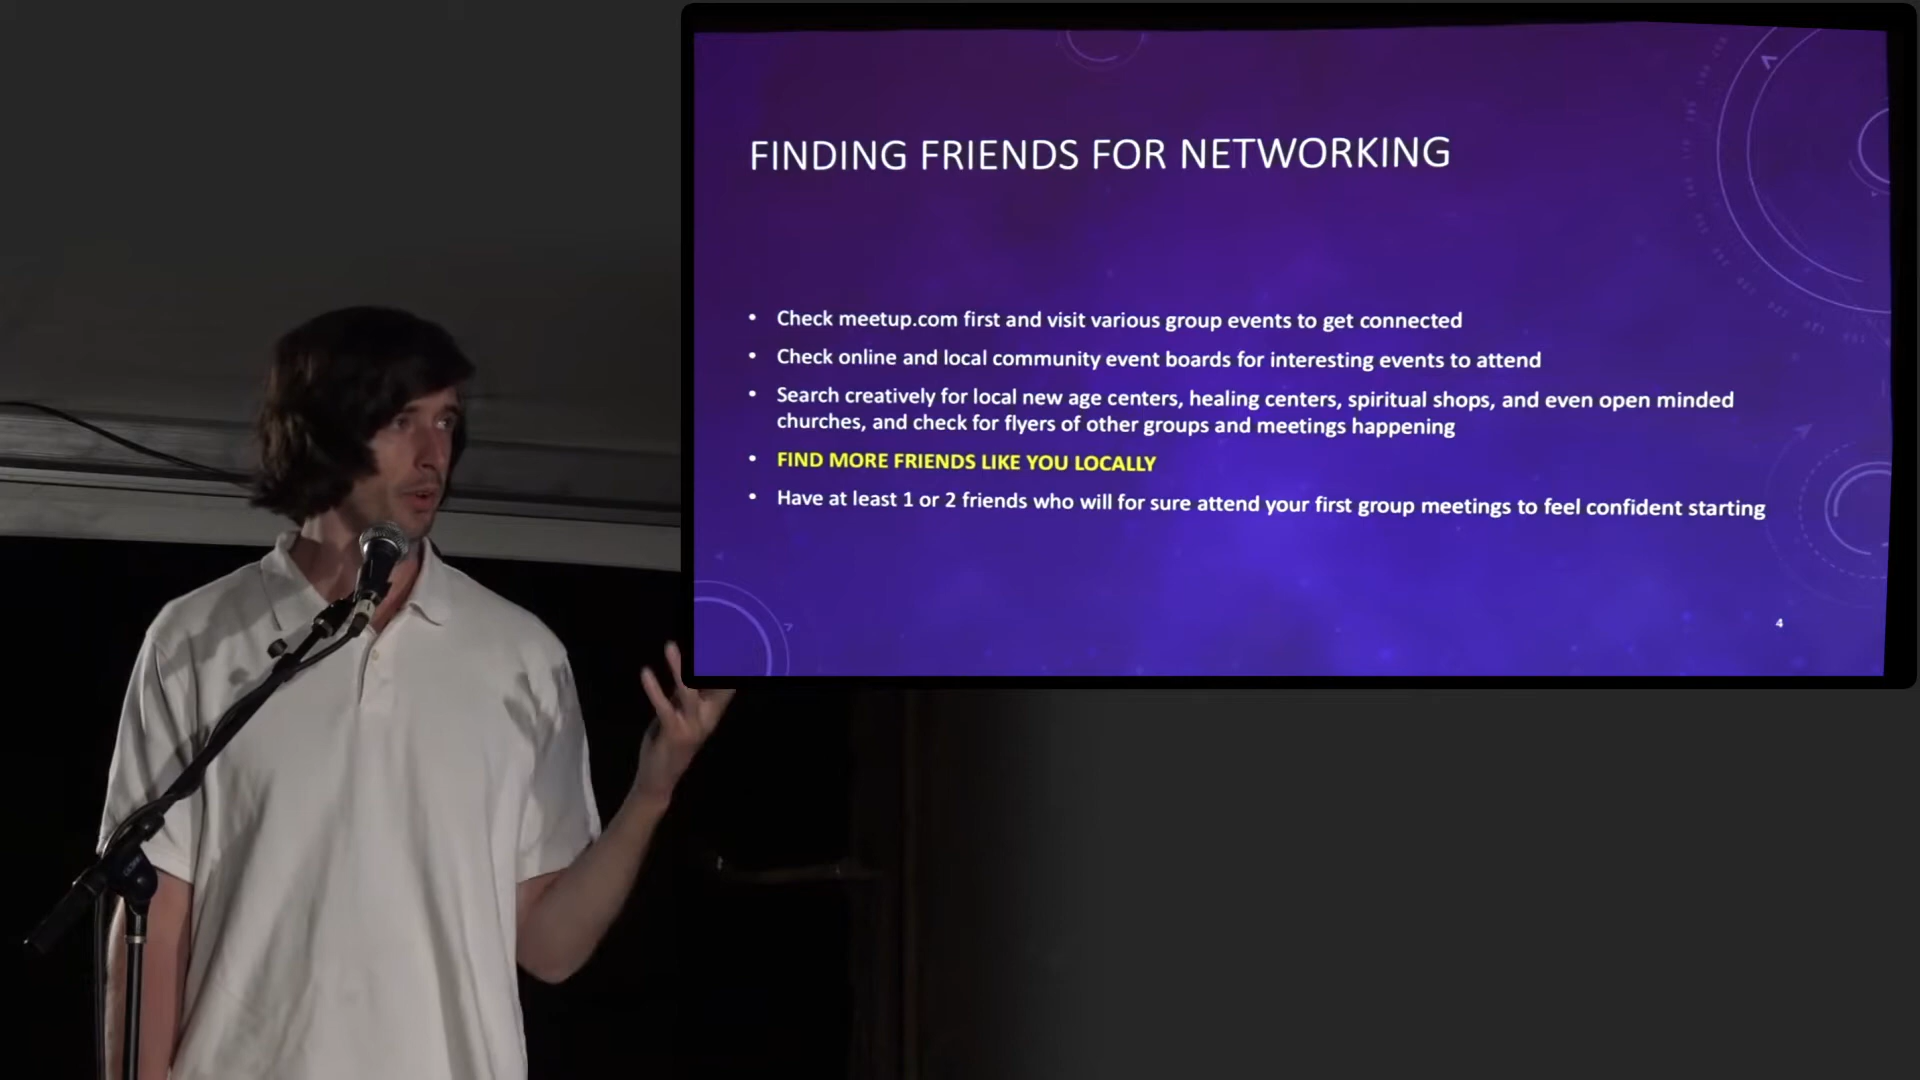 FINDING FRIENDS FOR NETWORKING
• Check meetup.com first and visit various group events to get connected
• Check online and local community event boards for interesting events to attend
• Search creatively for local new age centers, healing centers, spiritual shops, and even open minded
churches, and check for flyers of other groups and meetings happening
• FIND MORE FRIENDS LIKE YOU LOCALLY
• Have at least 1 or 2 friends who will for sure attend your first group meetings to feel confident starting
4